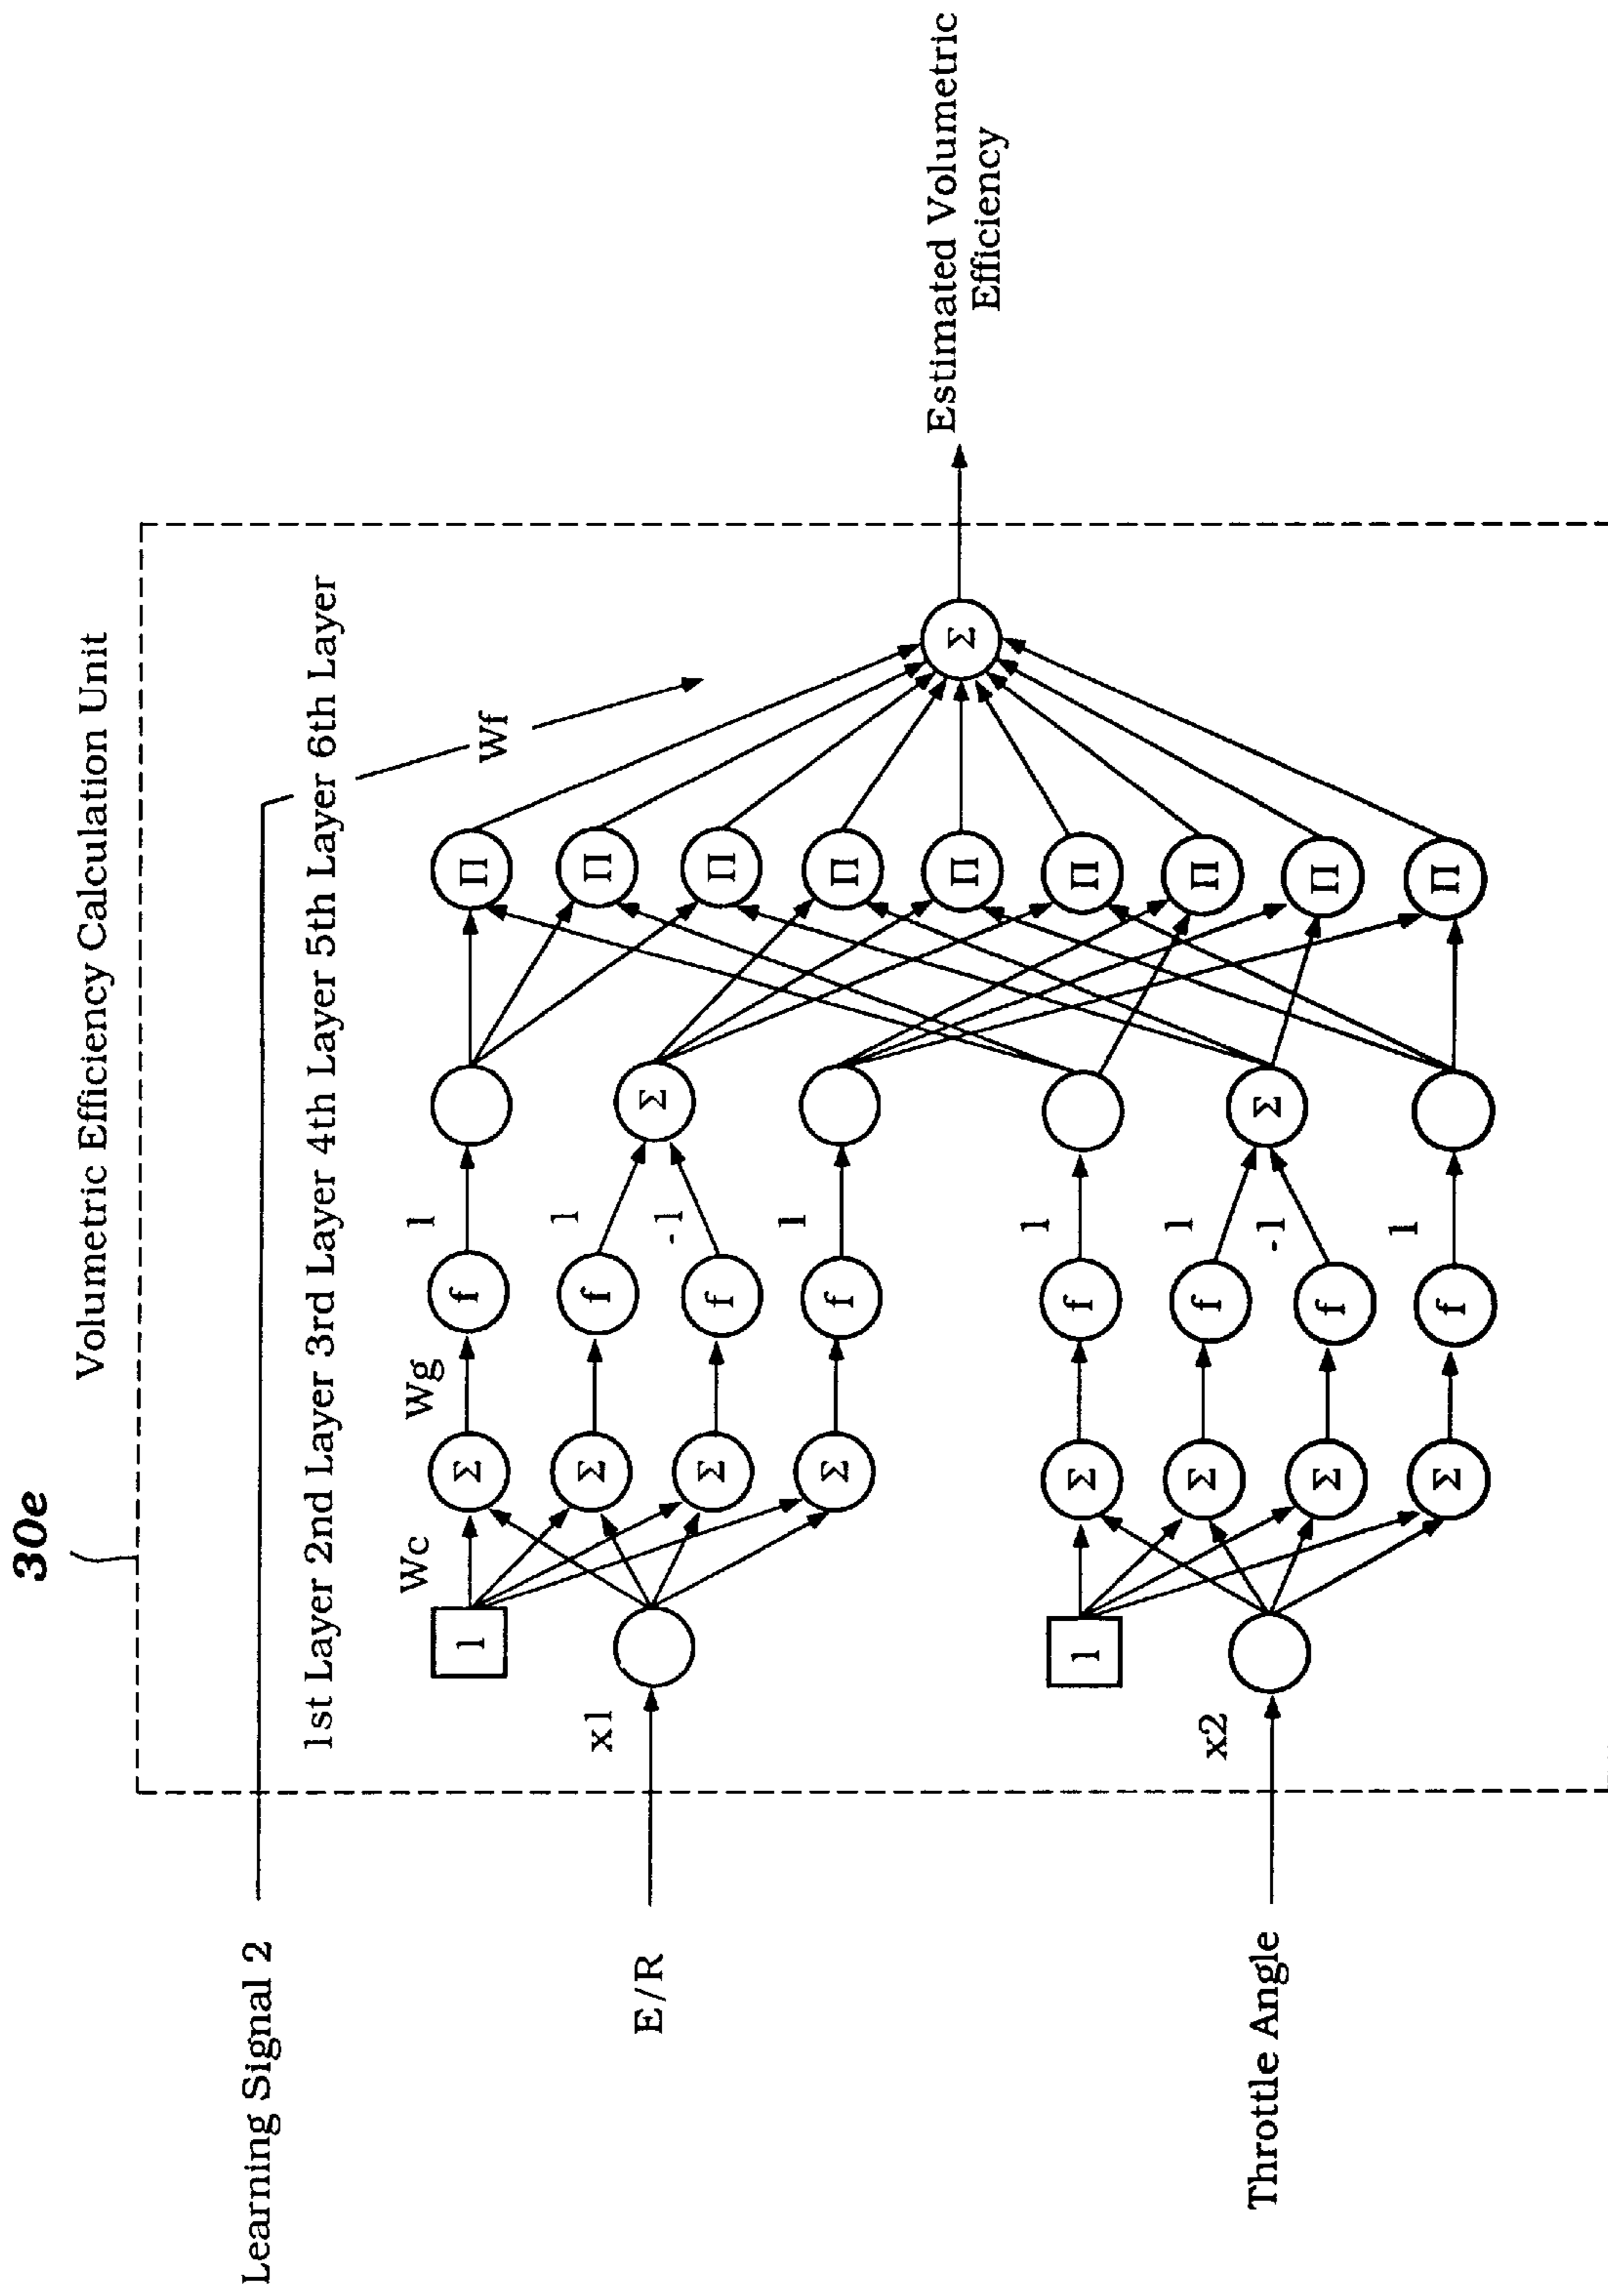 30e
Volumetric Efficiency Calculation Unit
Learning Signal 2
1st Layer 2nd Layer 3rd Layer 4th Layer 5th Layer 6th Layer
Wc
Wg
1
Wf
1
Σ
f
Π
1
Σ
f
Π
x1
E/R
Σ
-1
Σ
f
Π
1
Σ
f
Π
Σ
Π
Estimated Volumetric
Efficiency
1
1
Σ
f
Π
1
Σ
f
Π
x2
Throttle Angle
Σ
-1
Σ
f
Π
1
Σ
f
Π